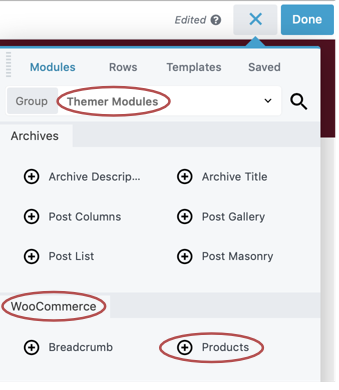 Edited ? Done
Modules Rows Templates Saved
Group Themer Modules
Archives
Archive Descrip... Archive Title
Post Columns Post Gallery
Post List Post Masonry
WooCommerce
Breadcrumb Products